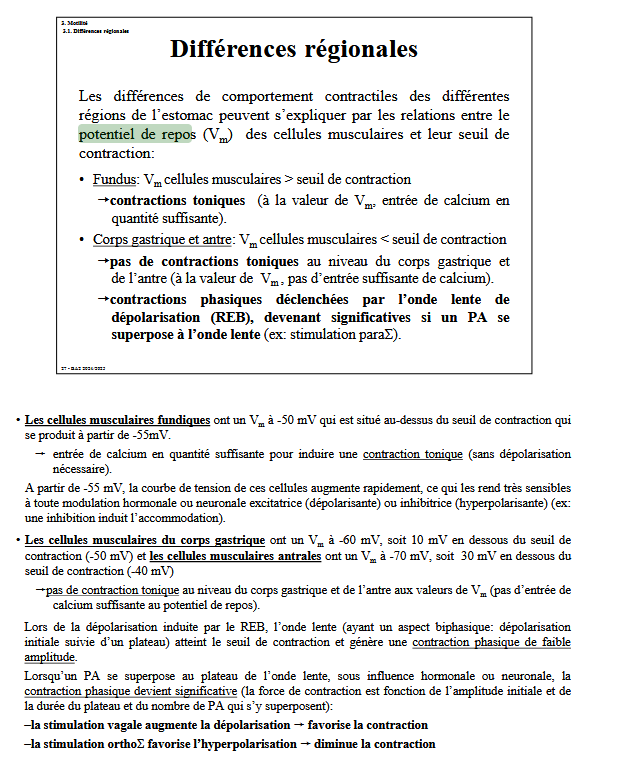 3. Motilité
3.1. Différences régionales
Différences régionales
Les différences de comportement contractiles des différentes
régions de l'estomac peuvent s'expliquer par les relations entre le
potentiel de repos (Vm) des cellules musculaires et leur seuil de
contraction:
• Fundus: Vm cellules musculaires > seuil de contraction
→contractions toniques (à la valeur de Vm, entrée de calcium en
quantité suffisante).
• Corps gastrique et antre: Vm cellules musculaires < seuil de contraction
→pas de contractions toniques au niveau du corps gastrique et
de l'antre (à la valeur de Vm, pas d'entrée suffisante de calcium).
→contractions phasiques déclenchées par l'onde lente de
dépolarisation (REB), devenant significatives si un PA se
superpose à l'onde lente (ex: stimulation paraΣ).
27 - GAZ 2024/2025
• Les cellules musculaires fundiques ont un Vm à -50 mV qui est situé au-dessus du seuil de contraction qui
se produit à partir de -55mV.
→ entrée de calcium en quantité suffisante pour induire une contraction tonique (sans dépolarisation
nécessaire).
A partir de -55 mV, la courbe de tension de ces cellules augmente rapidement, ce qui les rend très sensibles
à toute modulation hormonale ou neuronale excitatrice (dépolarisante) ou inhibitrice (hyperpolarisante) (ex:
une inhibition induit l'accommodation).
• Les cellules musculaires du corps gastrique ont un Vm à -60 mV, soit 10 mV en dessous du seuil de
contraction (-50 mV) et les cellules musculaires antrales ont un Vm à -70 mV, soit 30 mV en dessous du
seuil de contraction (-40 mV)
→pas de contraction tonique au niveau du corps gastrique et de l'antre aux valeurs de Vm (pas d'entrée de
calcium suffisante au potentiel de repos).
Lors de la dépolarisation induite par le REB, l'onde lente (ayant un aspect biphasique: dépolarisation
initiale suivie d'un plateau) atteint le seuil de contraction et génère une contraction phasique de faible
amplitude.
Lorsqu'un PA se superpose au plateau de l'onde lente, sous influence hormonale ou neuronale, la
contraction phasique devient significative (la force de contraction est fonction de l'amplitude initiale et de
la durée du plateau et du nombre de PA qui s'y superposent):
–la stimulation vagale augmente la dépolarisation → favorise la contraction
–la stimulation orthoΣ favorise l'hyperpolarisation → diminue la contraction